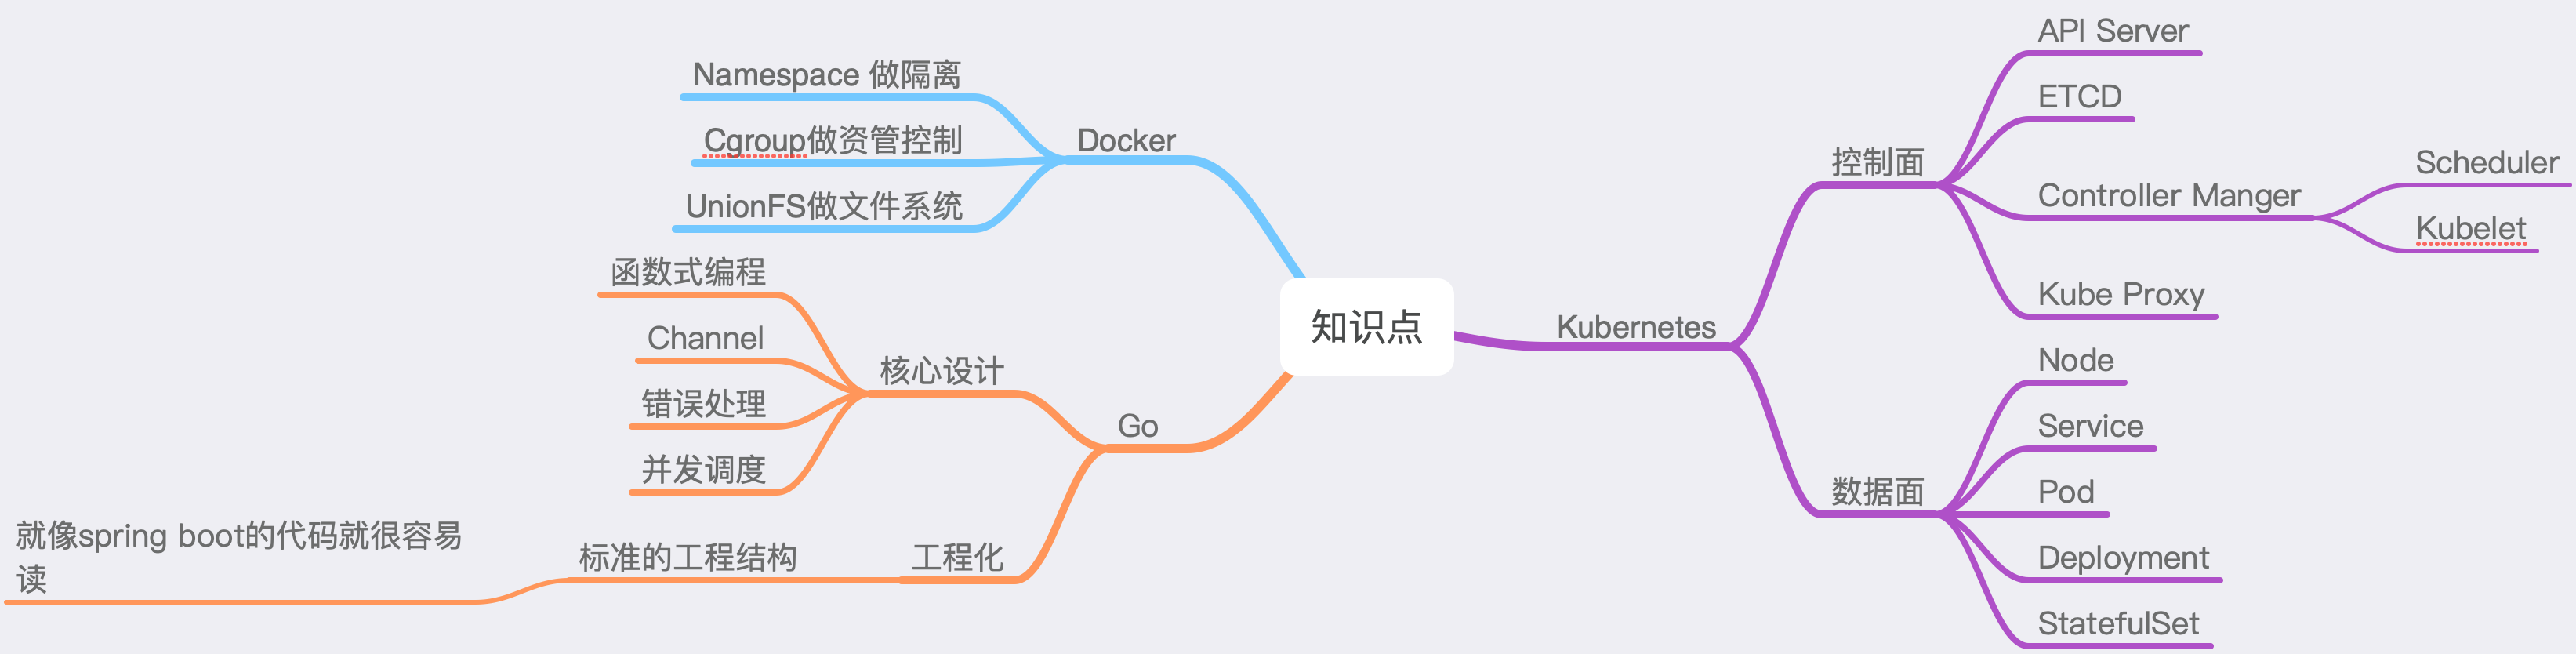 知识点
Docker
Namespace 做隔离
Cgroup做资管控制
UnionFS做文件系统
Go
核心设计
函数式编程
Channel
错误处理
并发调度
工程化
标准的工程结构
就像spring boot的代码就很容易
读
Kubernetes
控制面
API Server
ETCD
Controller Manger
Scheduler
Kubelet
Kube Proxy
数据面
Node
Service
Pod
Deployment
StatefulSet